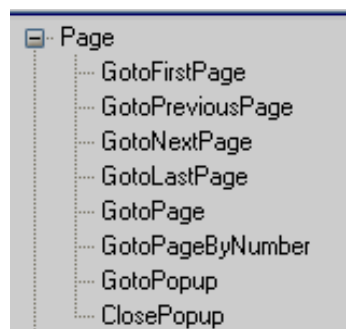 Page
GotoFirstPage
GotoPreviousPage
GotoNextPage
GotoLastPage
GotoPage
GotoPageByNumber
GotoPopup
ClosePopup